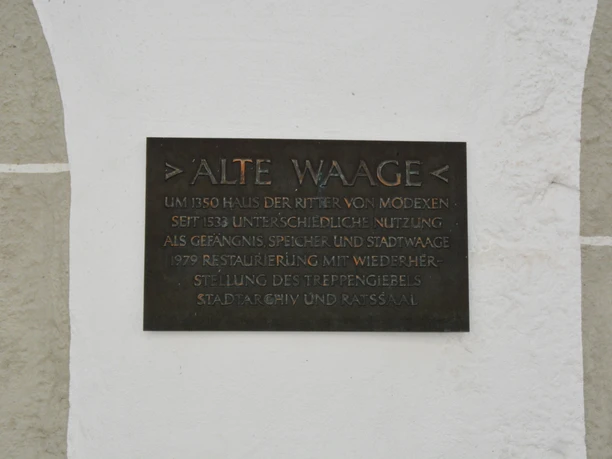 > ALTE WAAGE <
UM 1350 HAUS DER RITTER VON MODEXEN
SEIT 1533 UNTERSCHIEDLICHE NUTZUNG
ALS GEFÄNGNIS, SPEICHER UND STADTWAAGE
1979 RESTAURIERUNG MIT WIEDERHER-
STELLUNG DES TREPPENGIEBELS
STADTARCHIV UND RATSSAAL